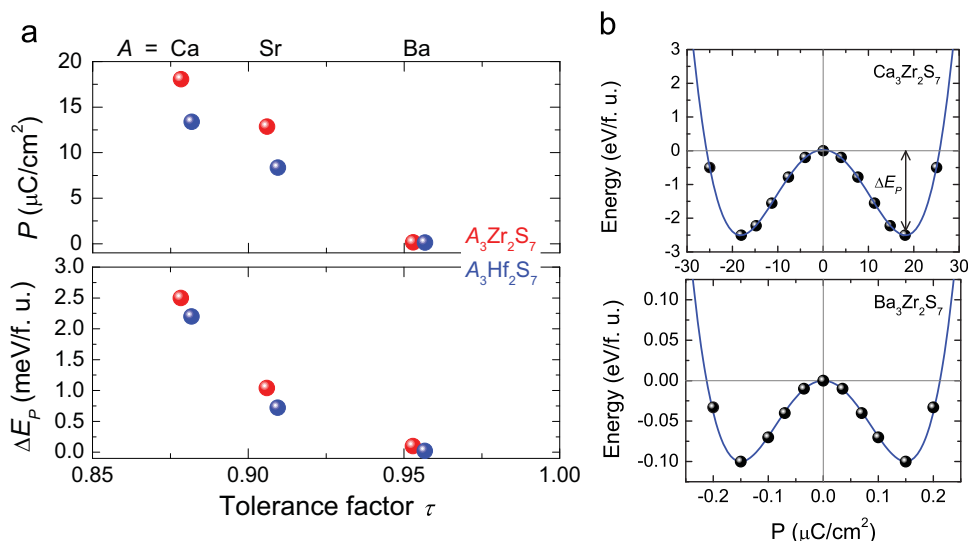 a
A = Ca Sr Ba
20
15
10
5
0
P (μC/cm²)
A₃Zr₂S₇
A₃Hf₂S₇
3.0
2.5
2.0
1.5
1.0
0.5
0.0
ΔE_P (meV/f. u.)
0.85 0.90 0.95 1.00
Tolerance factor τ
b
3
2
1
0
-1
-2
-3
Energy (eV/f. u.)
Ca₃Zr₂S₇
ΔE_P
-30 -20 -10 0 10 20 30
0.10
0.05
0.00
-0.05
-0.10
Energy (eV/f. u.)
Ba₃Zr₂S₇
-0.2 -0.1 0.0 0.1 0.2
P (μC/cm²)